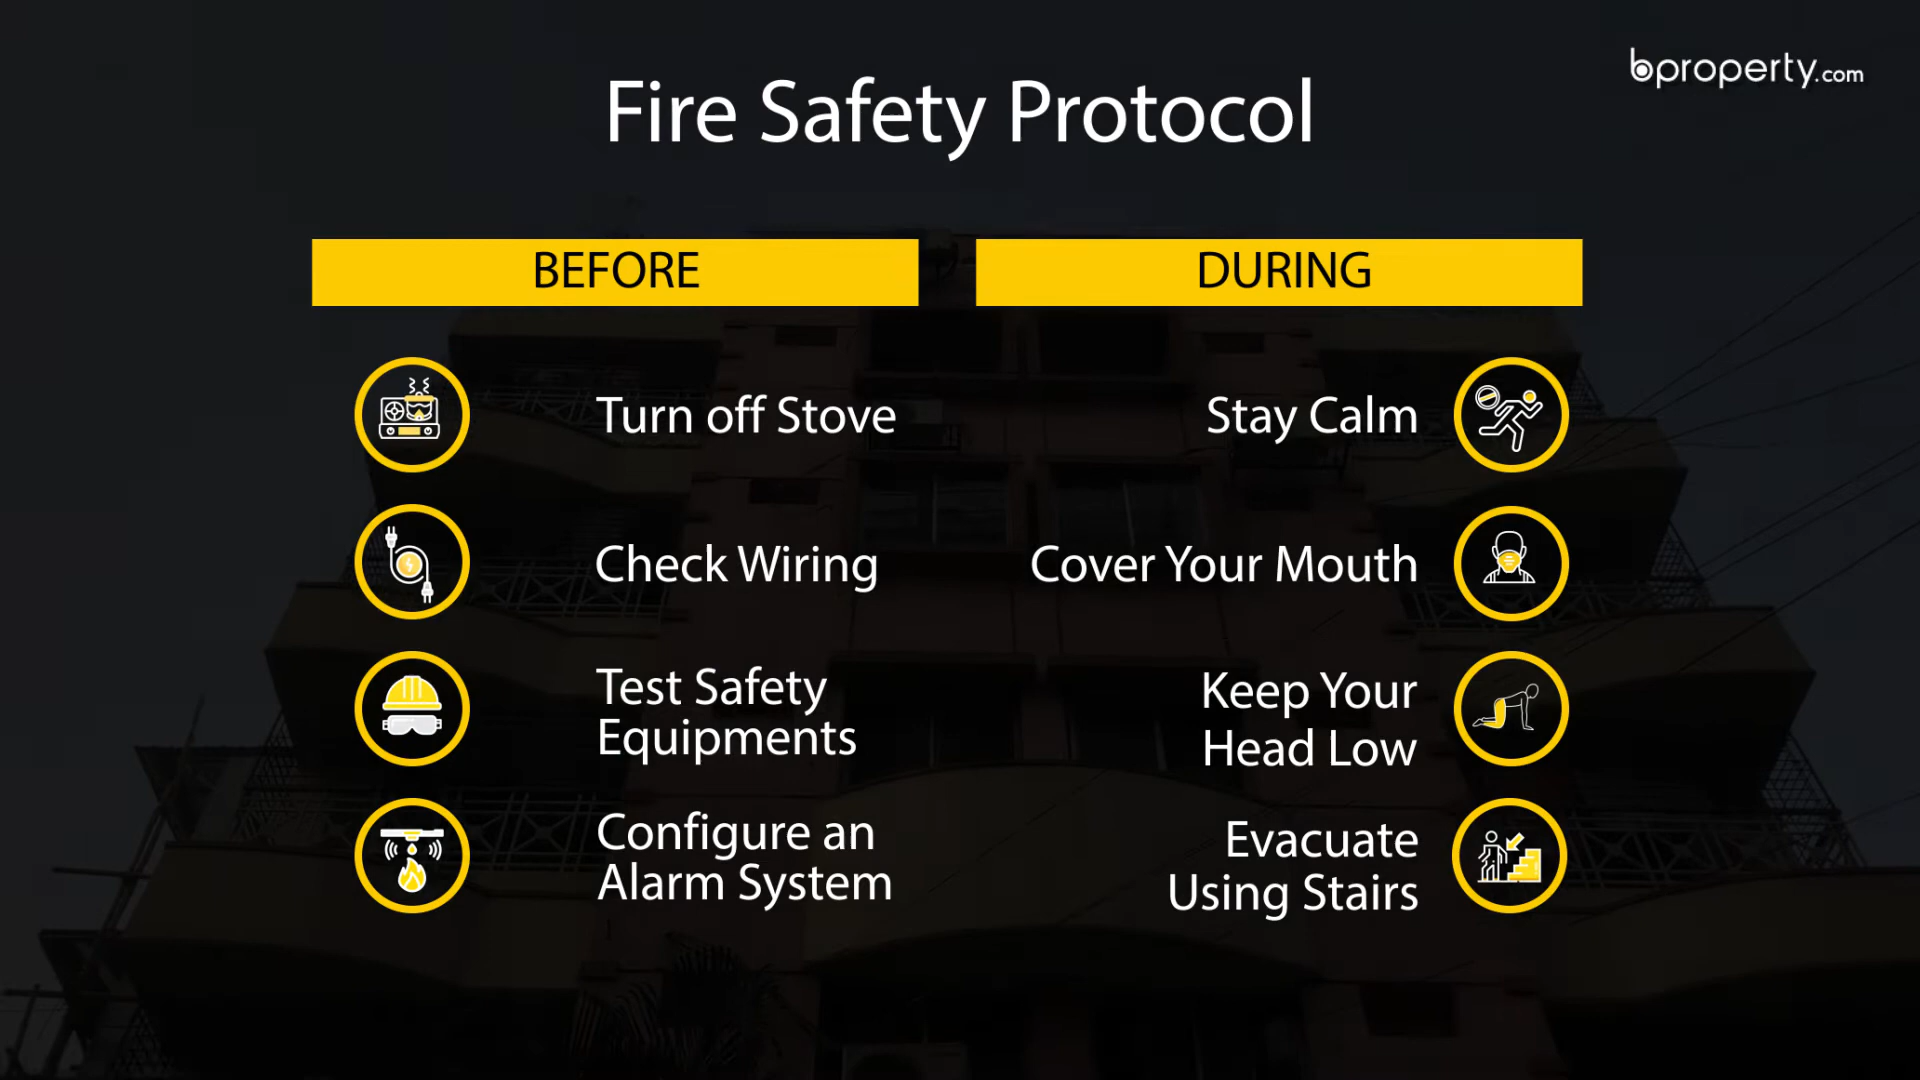 bproperty.com
Fire Safety Protocol
BEFORE
Turn off Stove
Check Wiring
Test Safety
Equipments
Configure an
Alarm System
DURING
Stay Calm
Cover Your Mouth
Keep Your
Head Low
Evacuate
Using Stairs